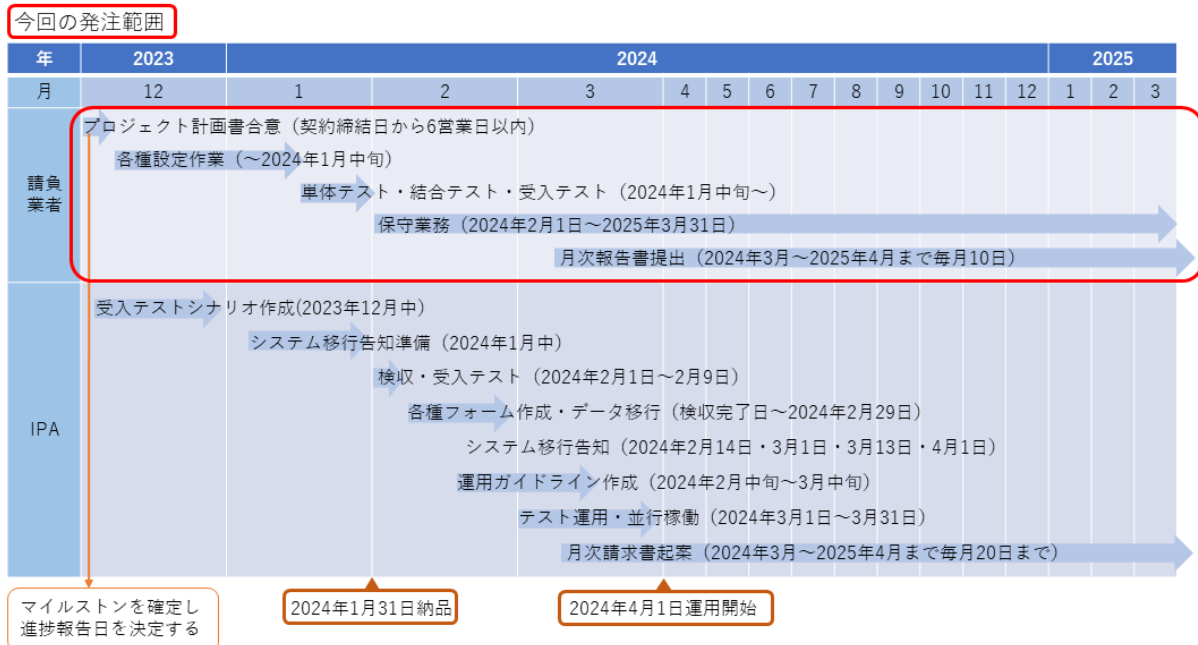 今回の発注範囲
年 2023 2024 2025
月 12 1 2 3 4 5 6 7 8 9 10 11 12 1 2 3
請負
業者
プロジェクト計画書合意（契約締結日から6営業日以内）
各種設定作業（～2024年1月中旬）
単体テスト・結合テスト・受入テスト（2024年1月中旬～）
保守業務（2024年2月1日～2025年3月31日）
月次報告書提出（2024年3月～2025年4月まで毎月10日）
IPA
受入テストシナリオ作成(2023年12月中)
システム移行告知準備（2024年1月中）
検収・受入テスト（2024年2月1日～2月9日）
各種フォーム作成・データ移行（検収完了日～2024年2月29日）
システム移行告知（2024年2月14日・3月1日・3月13日・4月1日）
運用ガイドライン作成（2024年2月中旬～3月中旬）
テスト運用・並行稼働（2024年3月1日～3月31日）
月次請求書起案（2024年3月～2025年4月まで毎月20日まで）
マイルストンを確定し
進捗報告日を決定する
2024年1月31日納品
2024年4月1日運用開始